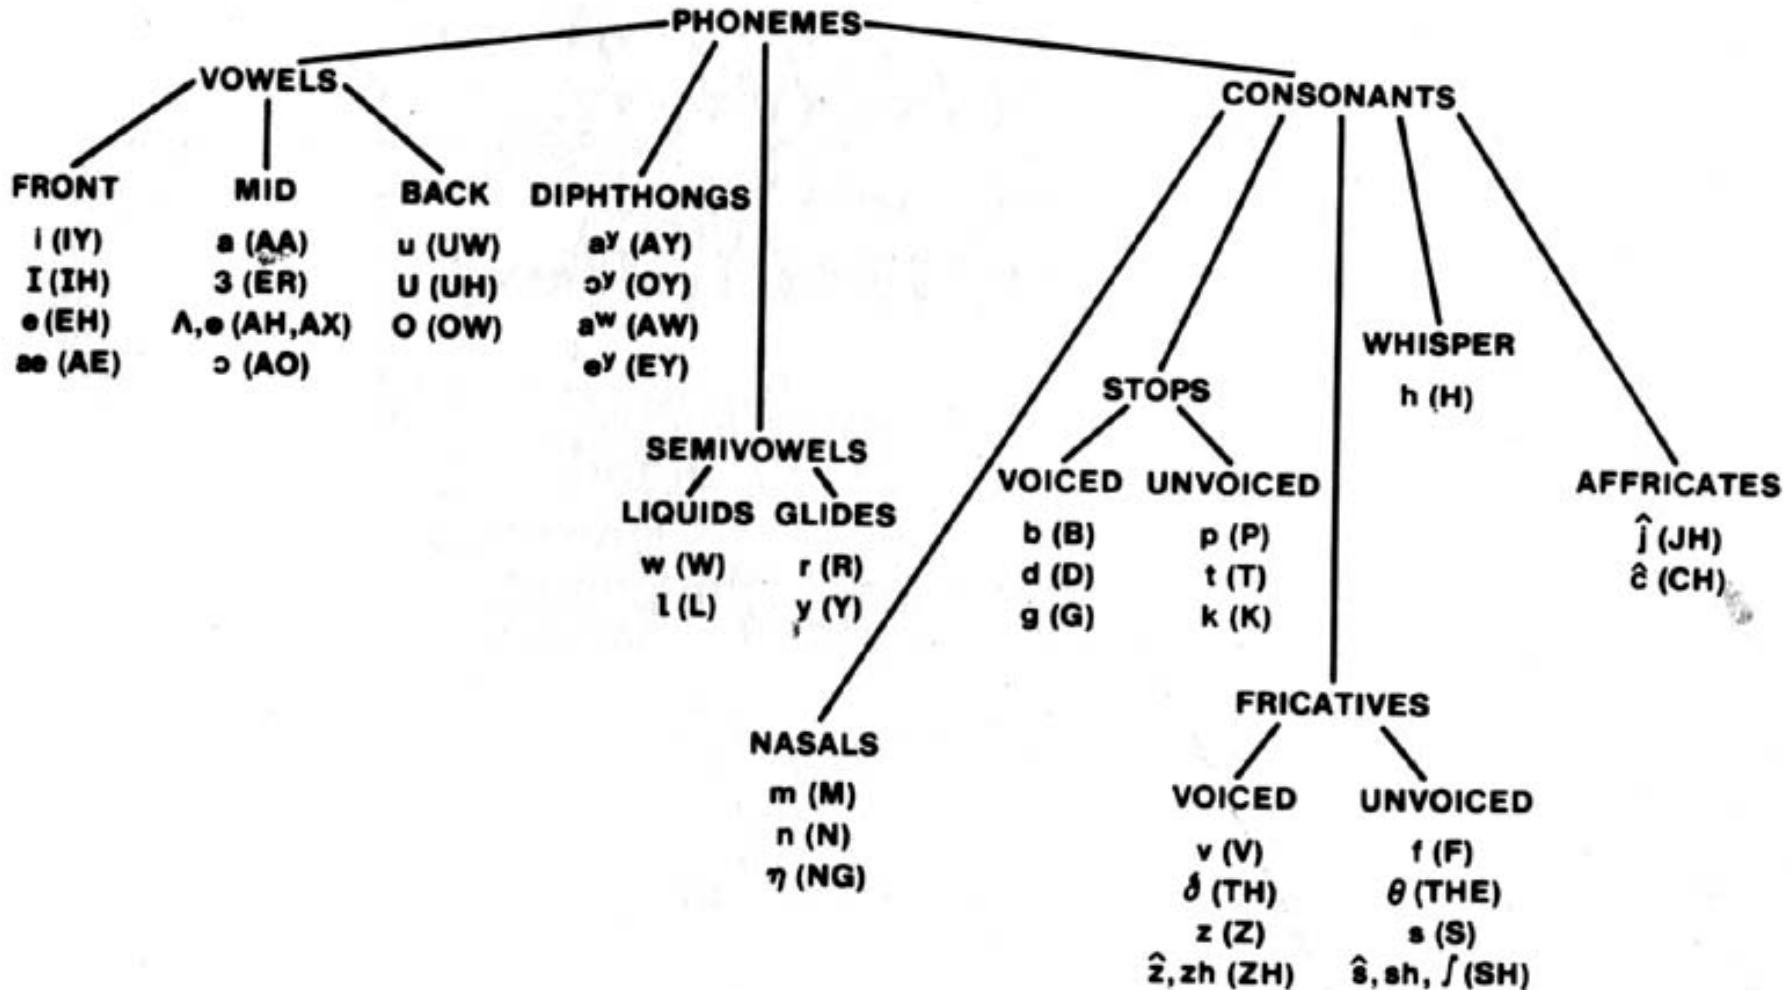 PHONEMES
VOWELS
CONSONANTS
FRONT
i (IY)
I (IH)
e (EH)
ae (AE)
MID
a (AA)
3 (ER)
Λ, ə (AH, AX)
ɔ (AO)
BACK
u (UW)
U (UH)
O (OW)
DIPHTHONGS
aʸ (AY)
ɔʸ (OY)
aʷ (AW)
eʸ (EY)
SEMIVOWELS
LIQUIDS
w (W)
l (L)
GLIDES
r (R)
y (Y)
NASALS
m (M)
n (N)
η (NG)
STOPS
VOICED
b (B)
d (D)
g (G)
UNVOICED
p (P)
t (T)
k (K)
FRICATIVES
VOICED
v (V)
ð (TH)
z (Z)
ẑ, zh (ZH)
UNVOICED
f (F)
θ (THE)
s (S)
ŝ, sh, ʃ (SH)
WHISPER
h (H)
AFFRICATES
ĵ (JH)
ĉ (CH)